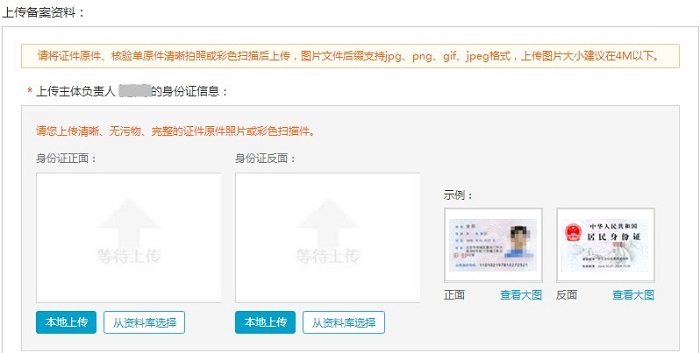 上传备案资料：
请将证件原件、核验单原件清晰拍照或彩色扫描后上传，图片文件后缀支持jpg、png、gif、jpeg格式，上传图片大小建议在4M以下。
* 上传主体负责人 的身份证信息：
请您上传清晰、无污物、完整的证件原件照片或彩色扫描件。
身份证正面： 身份证反面：
示例：
等待上传 等待上传
中华人民共和国
居民身份证
正面 查看大图 反面 查看大图
本地上传 从资料库选择 本地上传 从资料库选择